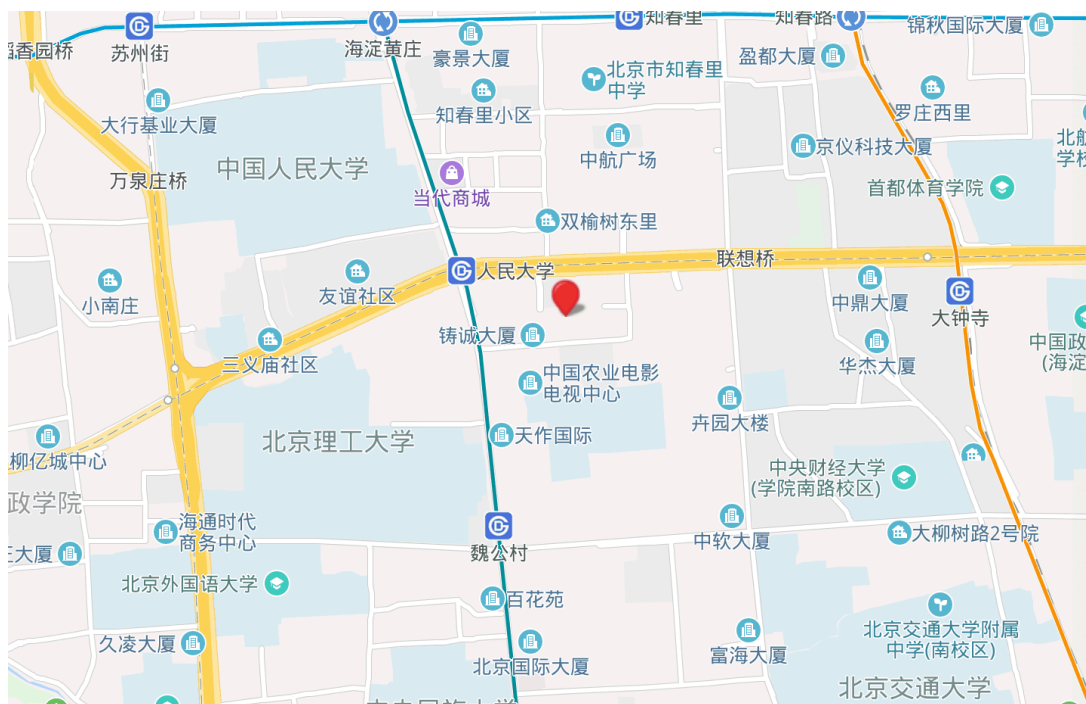 知春里
知春路
锦秋国际大厦
稻香园桥
苏州街
海淀黄庄
豪景大厦
盈都大厦
北京市知春里
中学
知春里小区
罗庄西里
大行基业大厦
中航广场
京仪科技大厦
北航
学校
中国人民大学
万泉庄桥
当代商城
首都体育学院
双榆树东里
联想桥
人民大学
友谊社区
小南庄
中鼎大厦
大钟寺
铸诚大厦
中国政
(海淀
三义庙社区
华杰大厦
中国农业电影
电视中心
卉园大楼
北京理工大学
天作国际
柳亿城中心
中央财经大学
(学院南路校区)
政学院
海通时代
商务中心
中软大厦
大柳树路2号院
魏公村
王大厦
北京外国语大学
百花苑
北京交通大学附属
中学(南校区)
久凌大厦
北京国际大厦
富海大厦
北京交通大学
中央民族大学